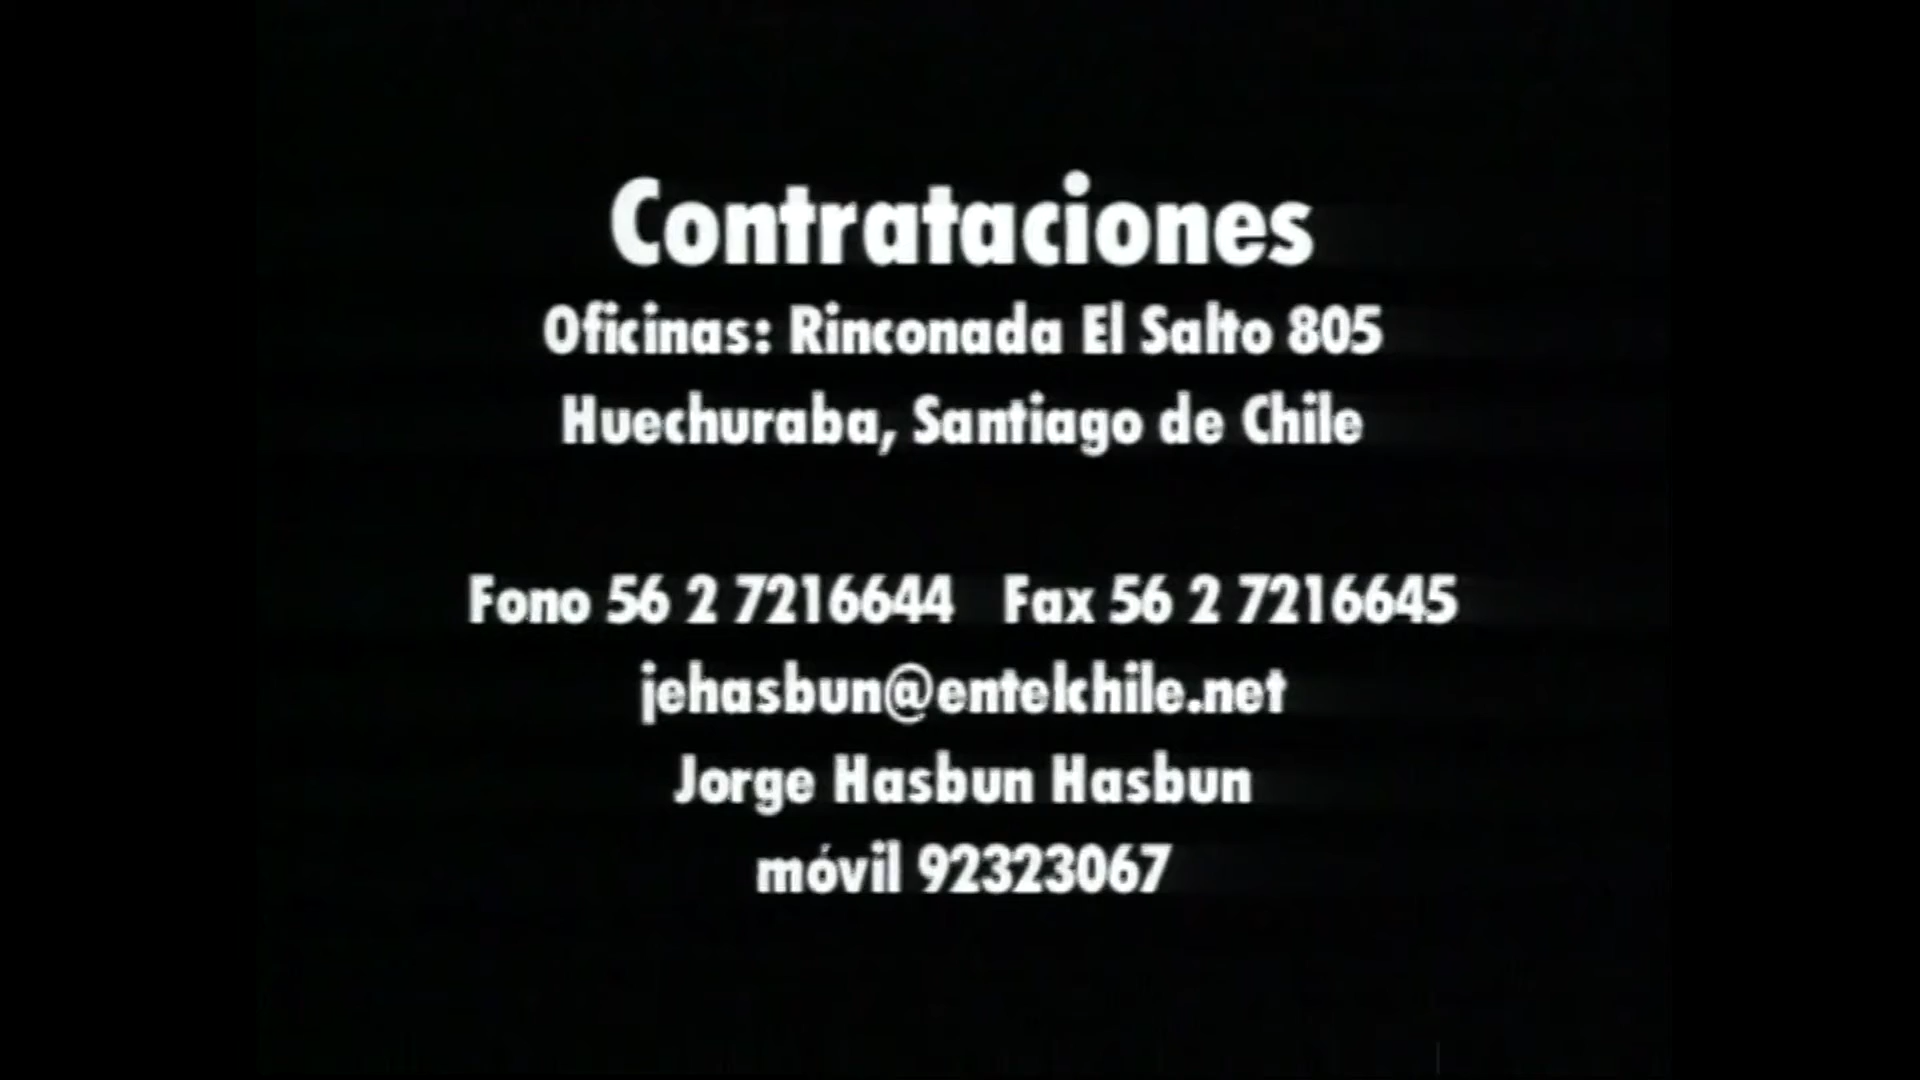 Contrataciones
Oficinas: Rinconada El Salto 805
Huechuraba, Santiago de Chile
Fono 56 2 7216644 Fax 56 2 7216645
jehasbun@entelchile.net
Jorge Hasbun Hasbun
móvil 92323067